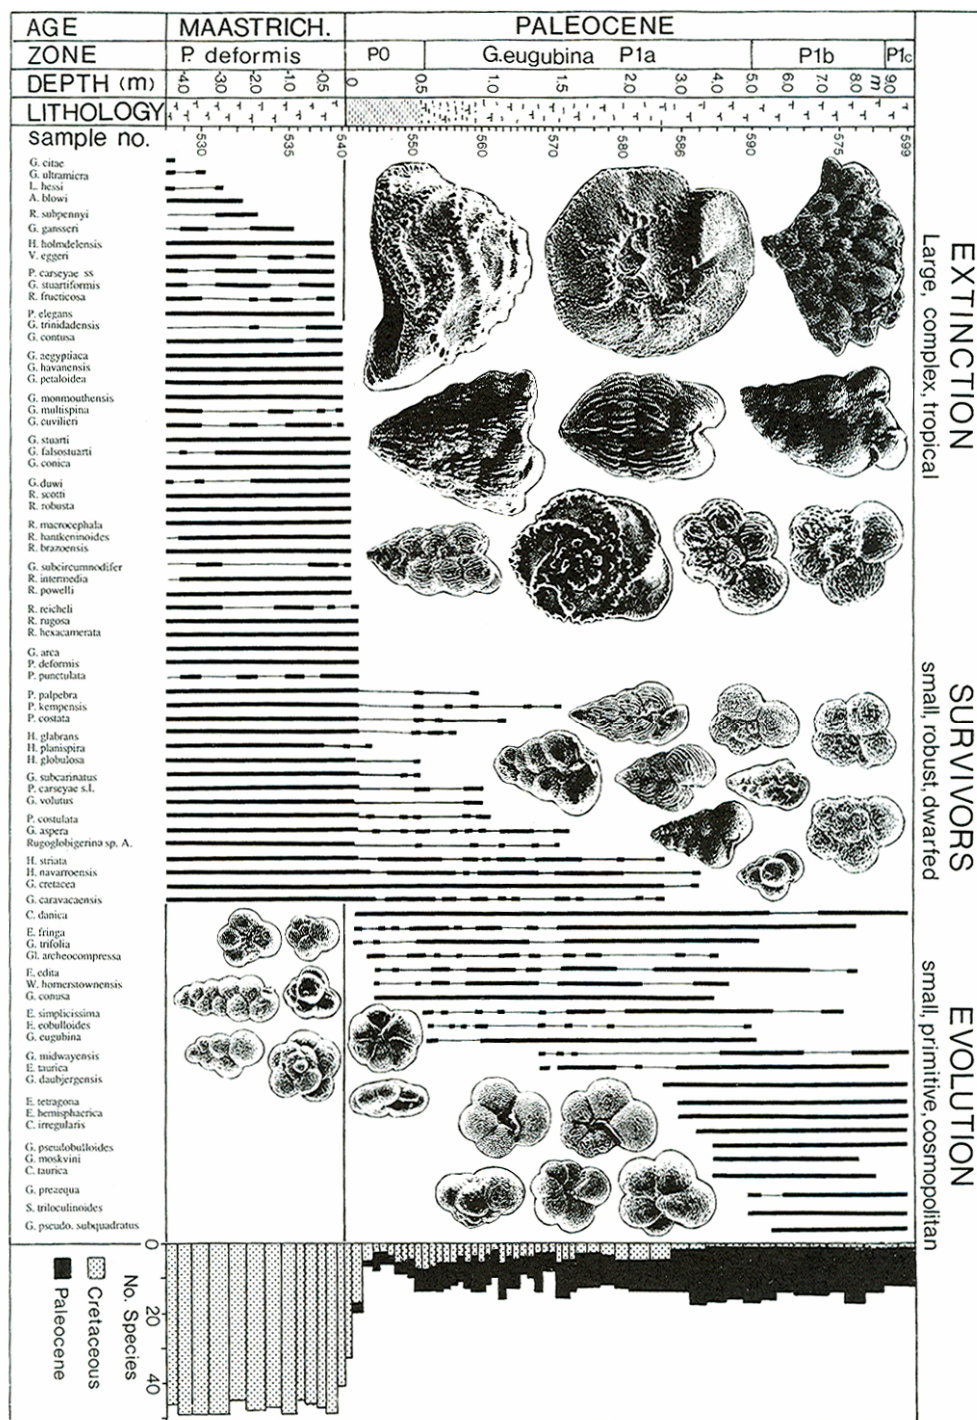 AGE MAASTRICH. PALEOCENE
ZONE P. deformis P0 G.eugubina P1a P1b P1c
DEPTH (m) -4.0 -3.0 -2.0 -1.0 -0.5 0 0.5 1.0 1.5 2.0 3.0 4.0 5.0 6.0 7.0 8.0 m 9.0
LITHOLOGY
sample no. 530 535 540 550 560 570 580 586 590 575 599
G. citae
G. ultramicra
L. hessi
A. blowi
R. subpennyi
G. gansseri
H. holmdelensis
V. eggeri
P. carseyae ss
G. stuartiformis
R. fructicosa
P. elegans
G. trinidadensis
G. contusa
G. aegyptiaca
G. havanensis
G. petaloidea
G. monmouthensis
G. multispina
G. cuvilieri
G. stuarti
G. falsostuarti
G. conica
G. duwi
R. scotti
R. robusta
R. macrocephala
R. hantkeninoides
R. brazoensis
G. subcircumnodifer
R. intermedia
R. powelli
R. reicheli
R. rugosa
R. hexacamerata
G. arca
P. deformis
P. punctulata
P. palpebra
P. kempensis
P. costata
H. glabrans
H. planispira
H. globulosa
G. subcarinatus
P. carseyae s.l.
G. volutus
P. costulata
G. aspera
Rugoglobigerina sp. A.
H. striata
H. navarroensis
G. cretacea
G. caravacaensis
C. danica
E. fringa
G. trifolia
Gl. archeocompressa
E. edita
W. hornerstownensis
G. conusa
E. simplicissima
E. eobulloides
G. eugubina
G. midwayensis
E. taurica
G. daubjergensis
E. tetragona
E. hemisphaerica
C. irregularis
G. pseudobulloides
G. moskvini
C. taurica
G. preaequa
S. triloculinoides
G. pseudo. subquadratus
EXTINCTION
Large, complex, tropical
SURVIVORS
small, robust, dwarfed
EVOLUTION
small, primitive, cosmopolitan
0
20
40
No. Species
Cretaceous
Paleocene